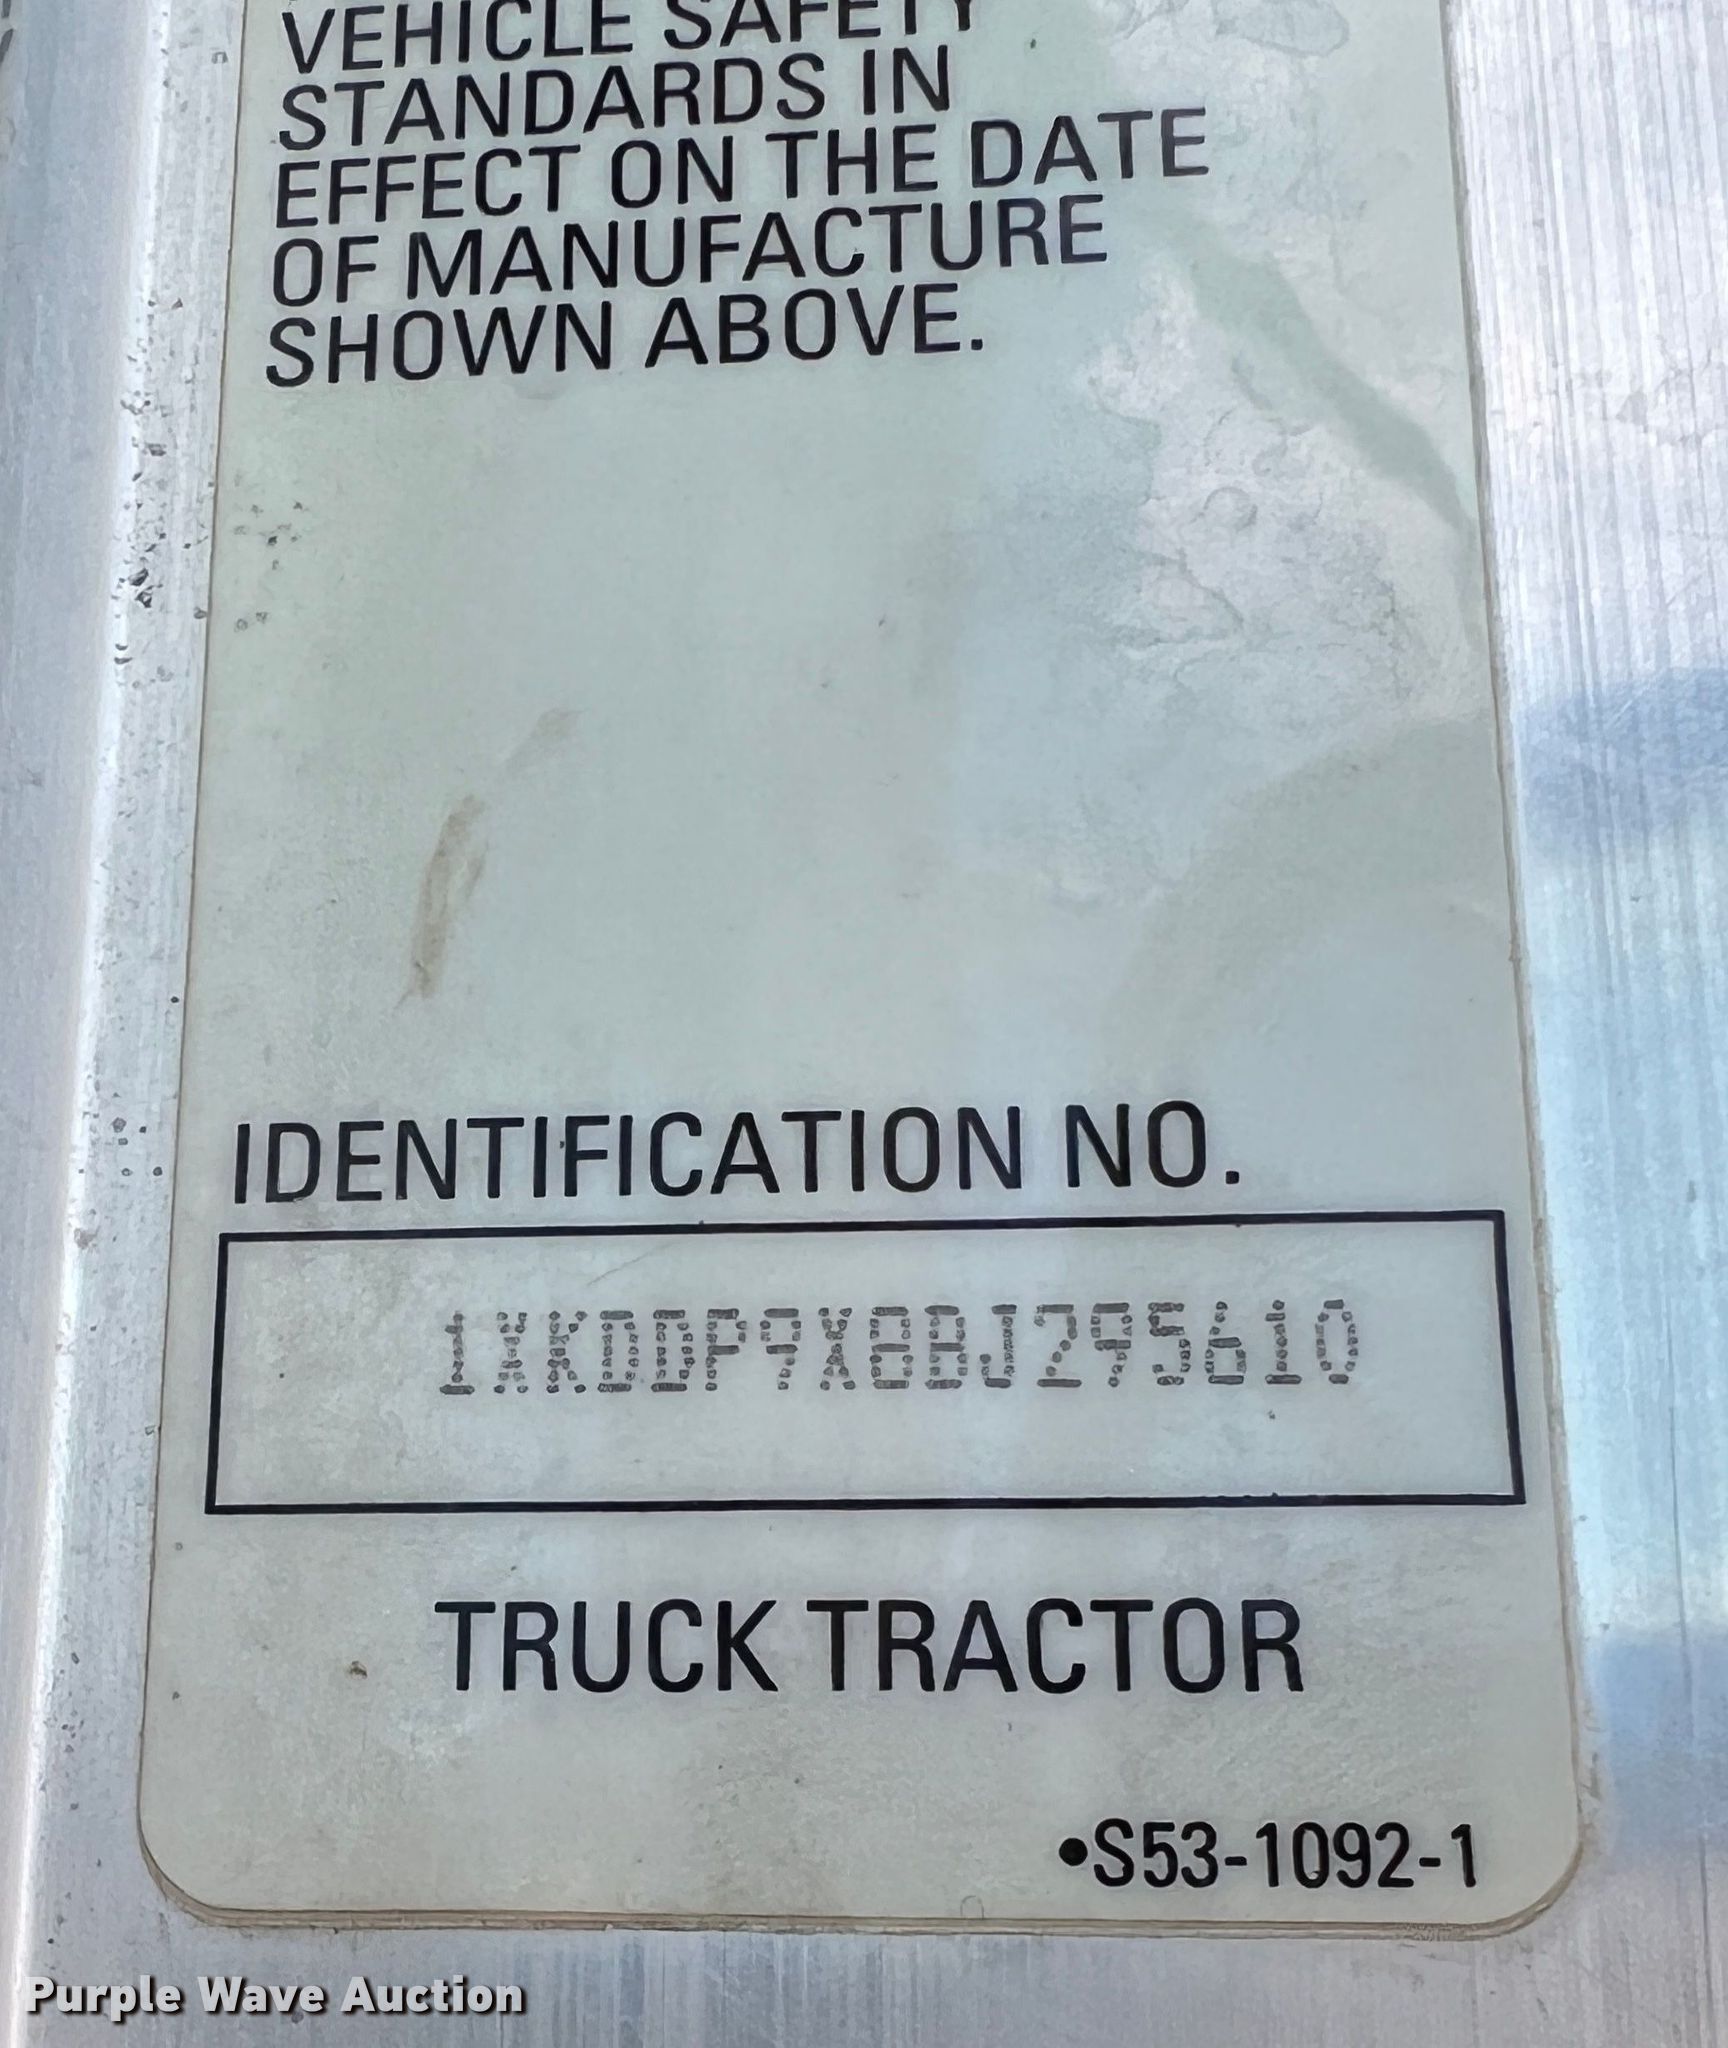 VEHICLE SAFETY
STANDARDS IN
EFFECT ON THE DATE
OF MANUFACTURE
SHOWN ABOVE.
IDENTIFICATION NO.
TRUCK TRACTOR
•S53-1092-1
Purple Wave Auction